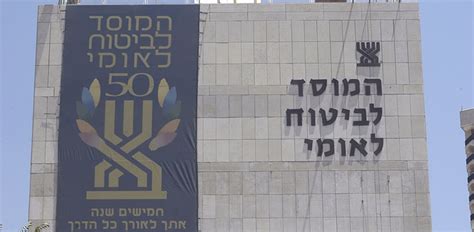 המוסד
לביטוח
לאומי
50
חמישים שנה
אתך לאורך כל הדרך
המוסד
לביטוח
לאומי